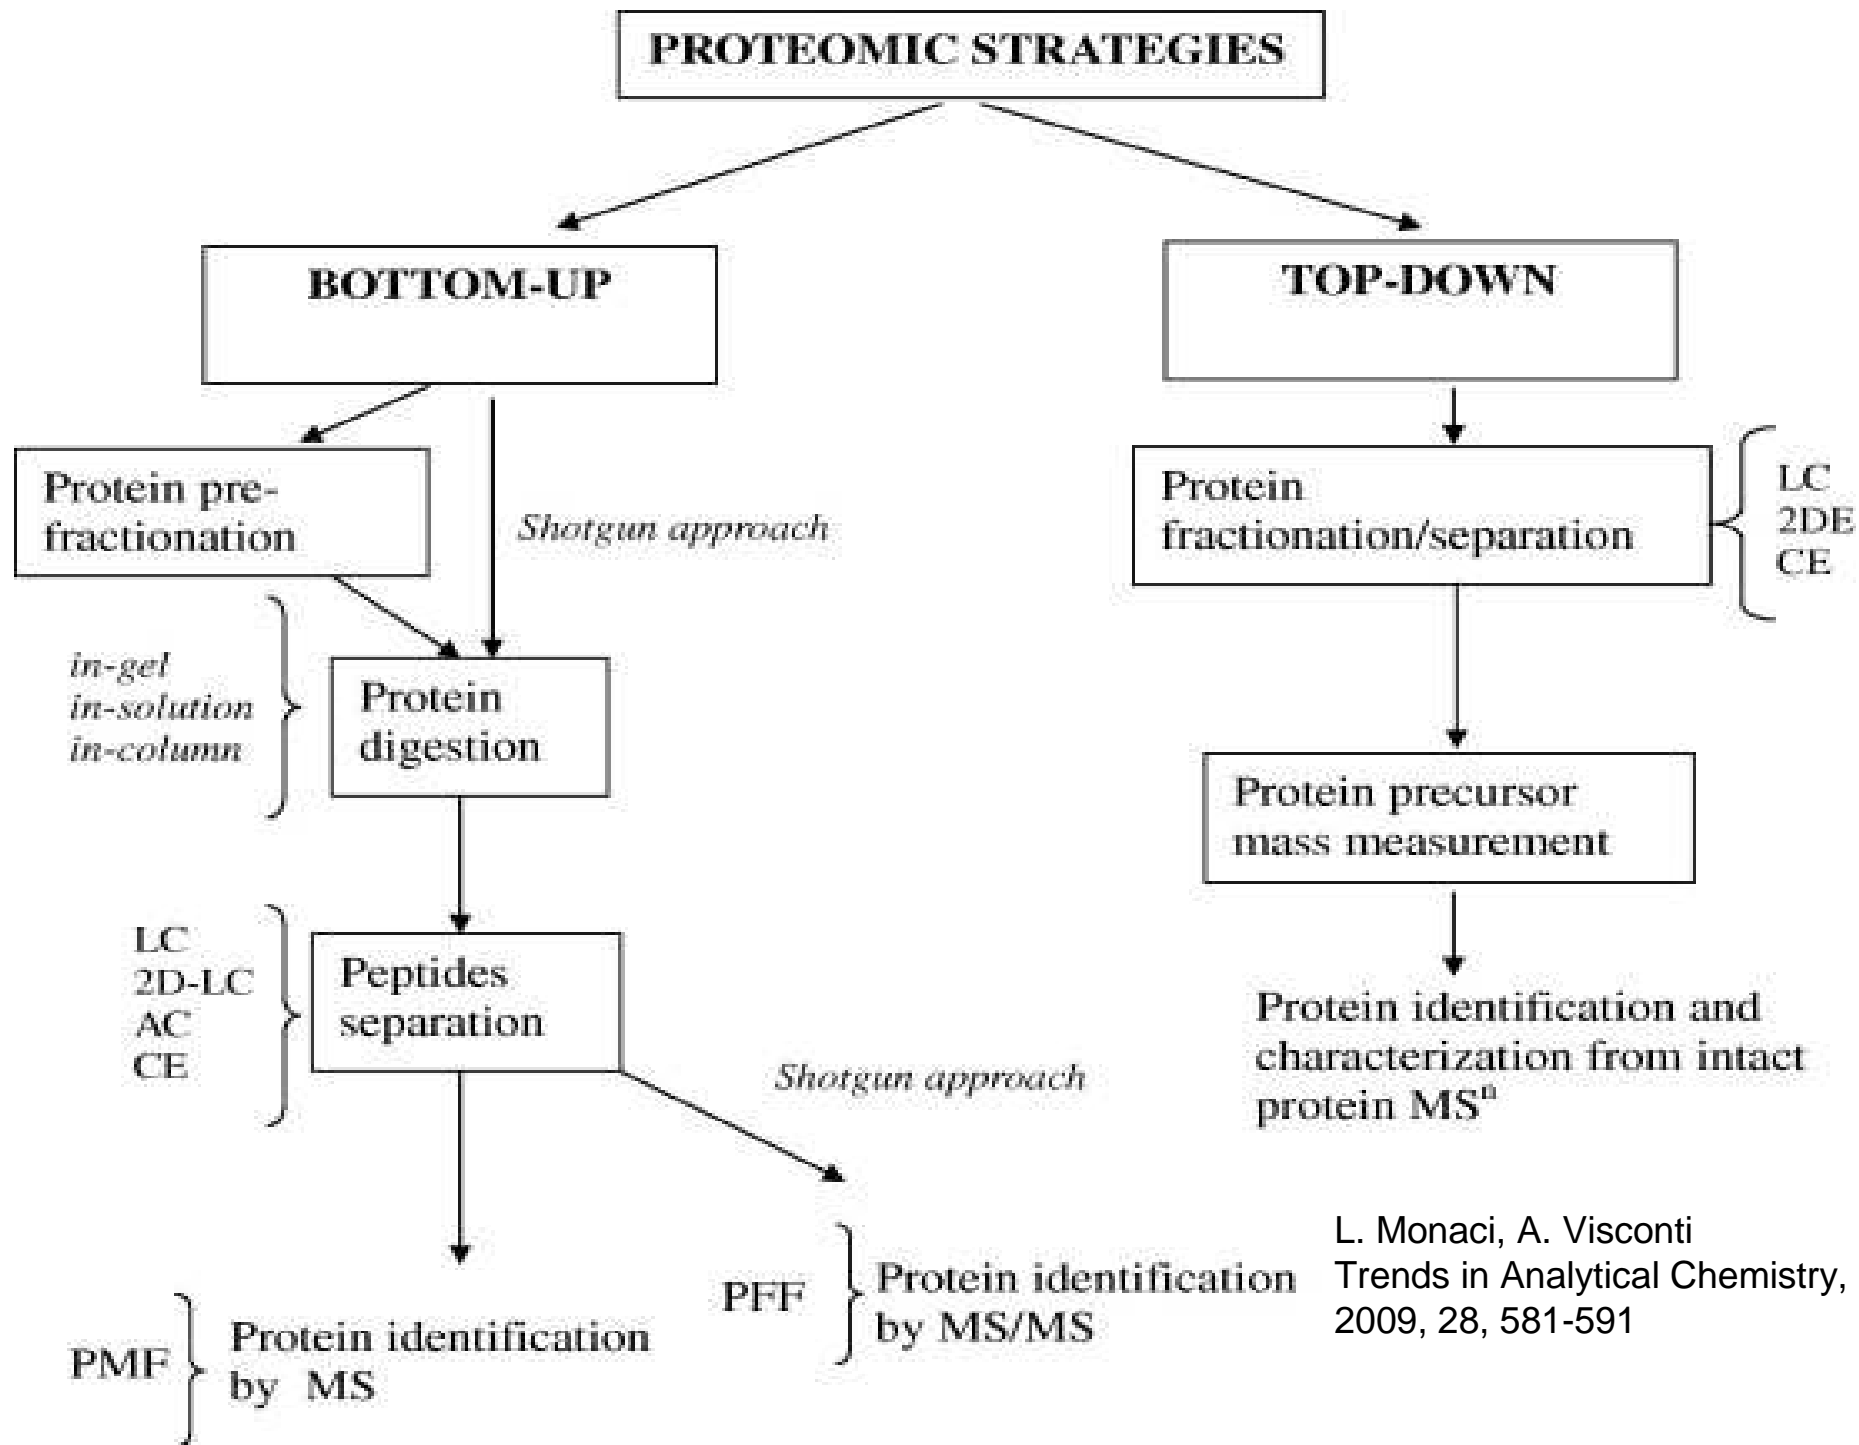 PROTEOMIC STRATEGIES
BOTTOM-UP
TOP-DOWN
Protein pre-
fractionation
Shotgun approach
Protein
fractionation/separation
LC
2DE
CE
in-gel
in-solution
in-column
Protein
digestion
Protein precursor
mass measurement
LC
2D-LC
AC
CE
Peptides
separation
Shotgun approach
Protein identification and
characterization from intact
protein MSⁿ
PMF
Protein identification
by MS
PFF
Protein identification
by MS/MS
L. Monaci, A. Visconti
Trends in Analytical Chemistry,
2009, 28, 581-591